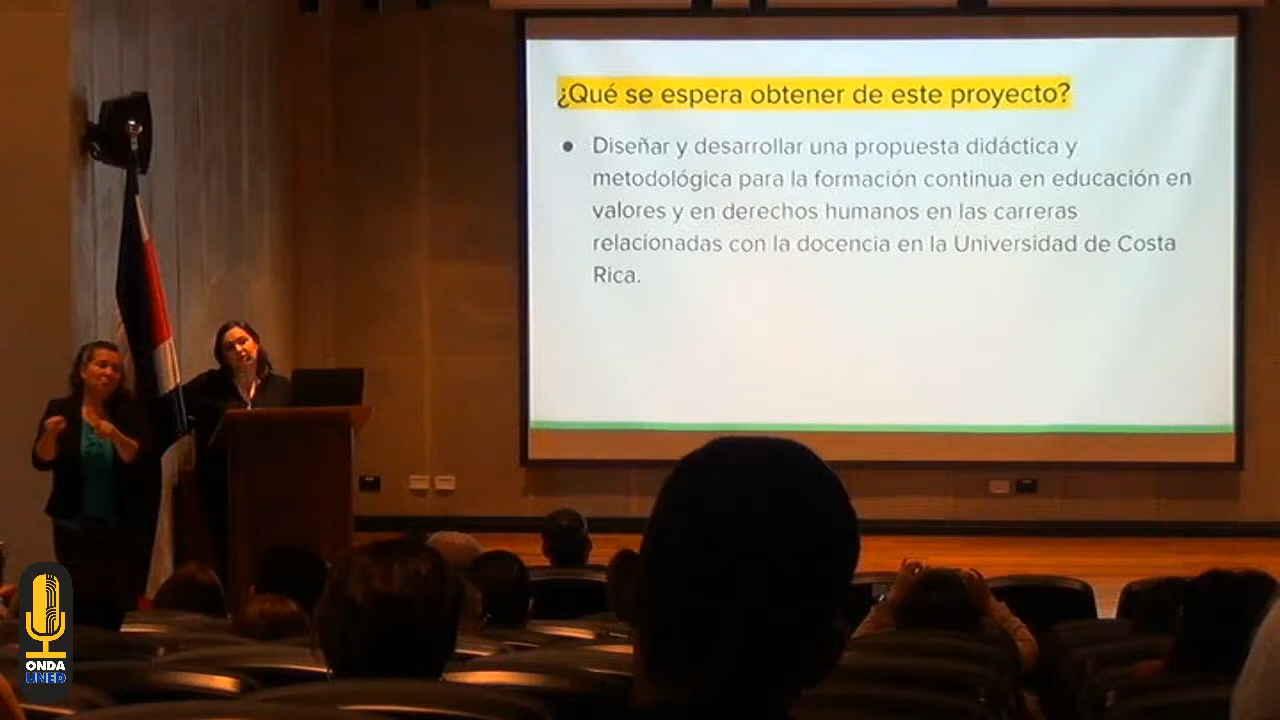 ¿Qué se espera obtener de este proyecto?
● Diseñar y desarrollar una propuesta didáctica y
metodológica para la formación continua en educación en
valores y en derechos humanos en las carreras
relacionadas con la docencia en la Universidad de Costa
Rica.
ONDA
UNED